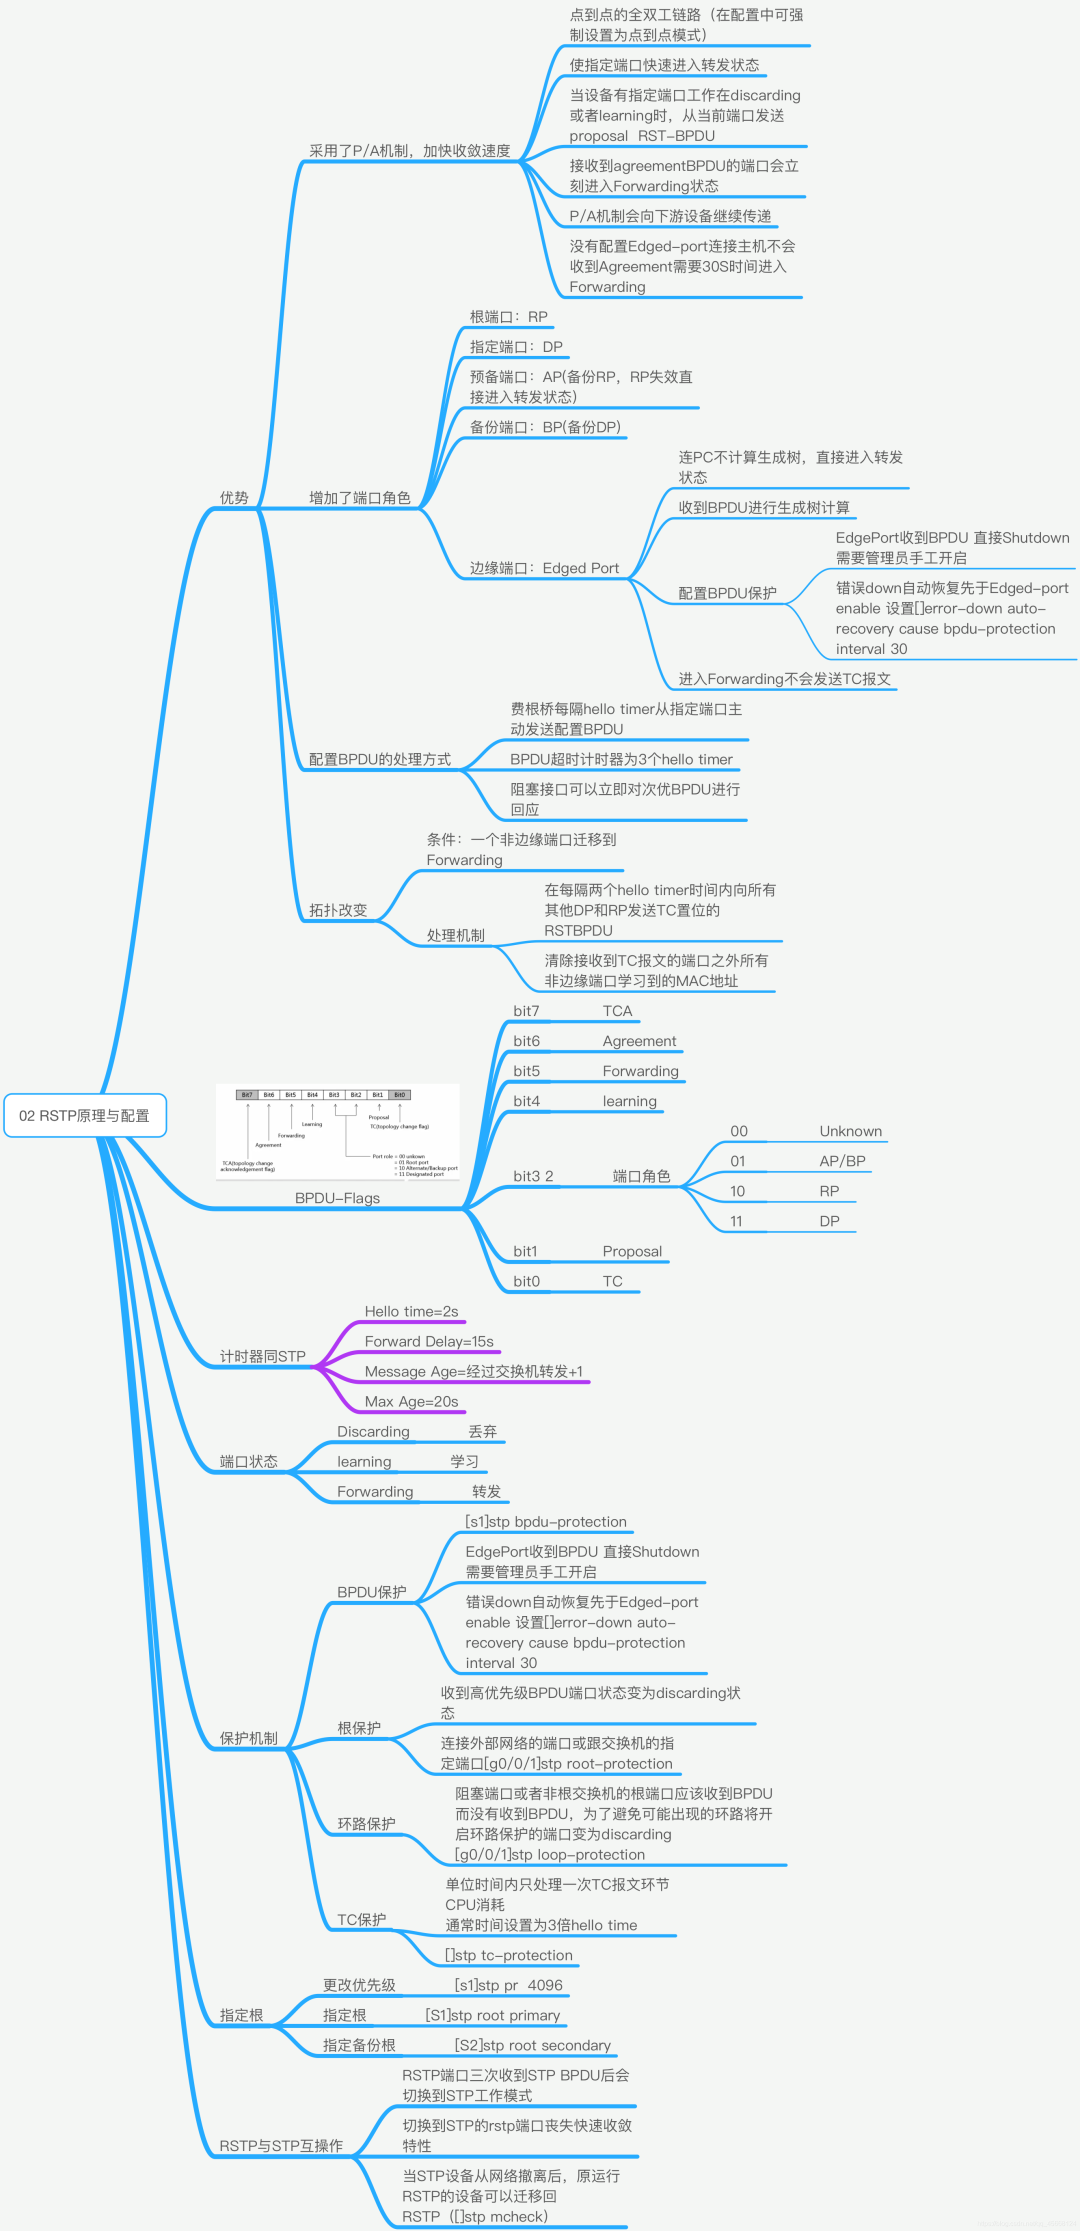 02 RSTP原理与配置
优势
采用了P/A机制，加快收敛速度
点到点的全双工链路（在配置中可强
制设置为点到点模式）
使指定端口快速进入转发状态
当设备有指定端口工作在discarding
或者learning时，从当前端口发送
proposal  RST-BPDU
接收到agreementBPDU的端口会立
刻进入Forwarding状态
P/A机制会向下游设备继续传递
没有配置Edged-port连接主机不会
收到Agreement需要30S时间进入
Forwarding
增加了端口角色
根端口：RP
指定端口：DP
预备端口：AP(备份RP，RP失效直
接进入转发状态)
备份端口：BP(备份DP)
边缘端口：Edged Port
连PC不计算生成树，直接进入转发
状态
收到BPDU进行生成树计算
配置BPDU保护
EdgePort收到BPDU 直接Shutdown
需要管理员手工开启
错误down自动恢复先于Edged-port
enable 设置[]error-down auto-
recovery cause bpdu-protection
interval 30
进入Forwarding不会发送TC报文
配置BPDU的处理方式
费根桥每隔hello timer从指定端口主
动发送配置BPDU
BPDU超时计时器为3个hello timer
阻塞接口可以立即对次优BPDU进行
回应
拓扑改变
条件：一个非边缘端口迁移到
Forwarding
处理机制
在每隔两个hello timer时间内向所有
其他DP和RP发送TC置位的
RSTBPDU
清除接收到TC报文的端口之外所有
非边缘端口学习到的MAC地址
Bit7 Bit6 Bit5 Bit4 Bit3 Bit2 Bit1 Bit0
Proposal
TC(topology change flag)
Learning
Forwarding
Agreement
Port role = 00 unkown
= 01 Root port
= 10 Alternate/Backup port
= 11 Designated port
TCA(topology change
acknowledgement flag)
BPDU-Flags
bit7 TCA
bit6 Agreement
bit5 Forwarding
bit4 learning
bit3 2 端口角色
00 Unknown
01 AP/BP
10 RP
11 DP
bit1 Proposal
bit0 TC
计时器同STP
Hello time=2s
Forward Delay=15s
Message Age=经过交换机转发+1
Max Age=20s
端口状态
Discarding 丢弃
learning 学习
Forwarding 转发
保护机制
BPDU保护
[s1]stp bpdu-protection
EdgePort收到BPDU 直接Shutdown
需要管理员手工开启
错误down自动恢复先于Edged-port
enable 设置[]error-down auto-
recovery cause bpdu-protection
interval 30
根保护
收到高优先级BPDU端口状态变为discarding状
态
连接外部网络的端口或跟交换机的指
定端口[g0/0/1]stp root-protection
环路保护
阻塞端口或者非根交换机的根端口应该收到BPDU
而没有收到BPDU，为了避免可能出现的环路将开
启环路保护的端口变为discarding
[g0/0/1]stp loop-protection
TC保护
单位时间内只处理一次TC报文环节
CPU消耗
通常时间设置为3倍hello time
[]stp tc-protection
指定根
更改优先级 [s1]stp pr  4096
指定根 [S1]stp root primary
指定备份根 [S2]stp root secondary
RSTP与STP互操作
RSTP端口三次收到STP BPDU后会
切换到STP工作模式
切换到STP的rstp端口丧失快速收敛
特性
当STP设备从网络撤离后，原运行
RSTP的设备可以迁移回
RSTP（[]stp mcheck）